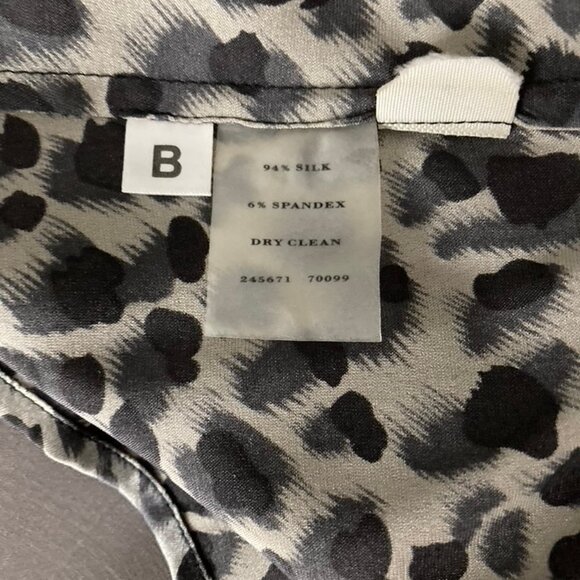 B
94% SILK
6% SPANDEX
DRY CLEAN
245671 70099